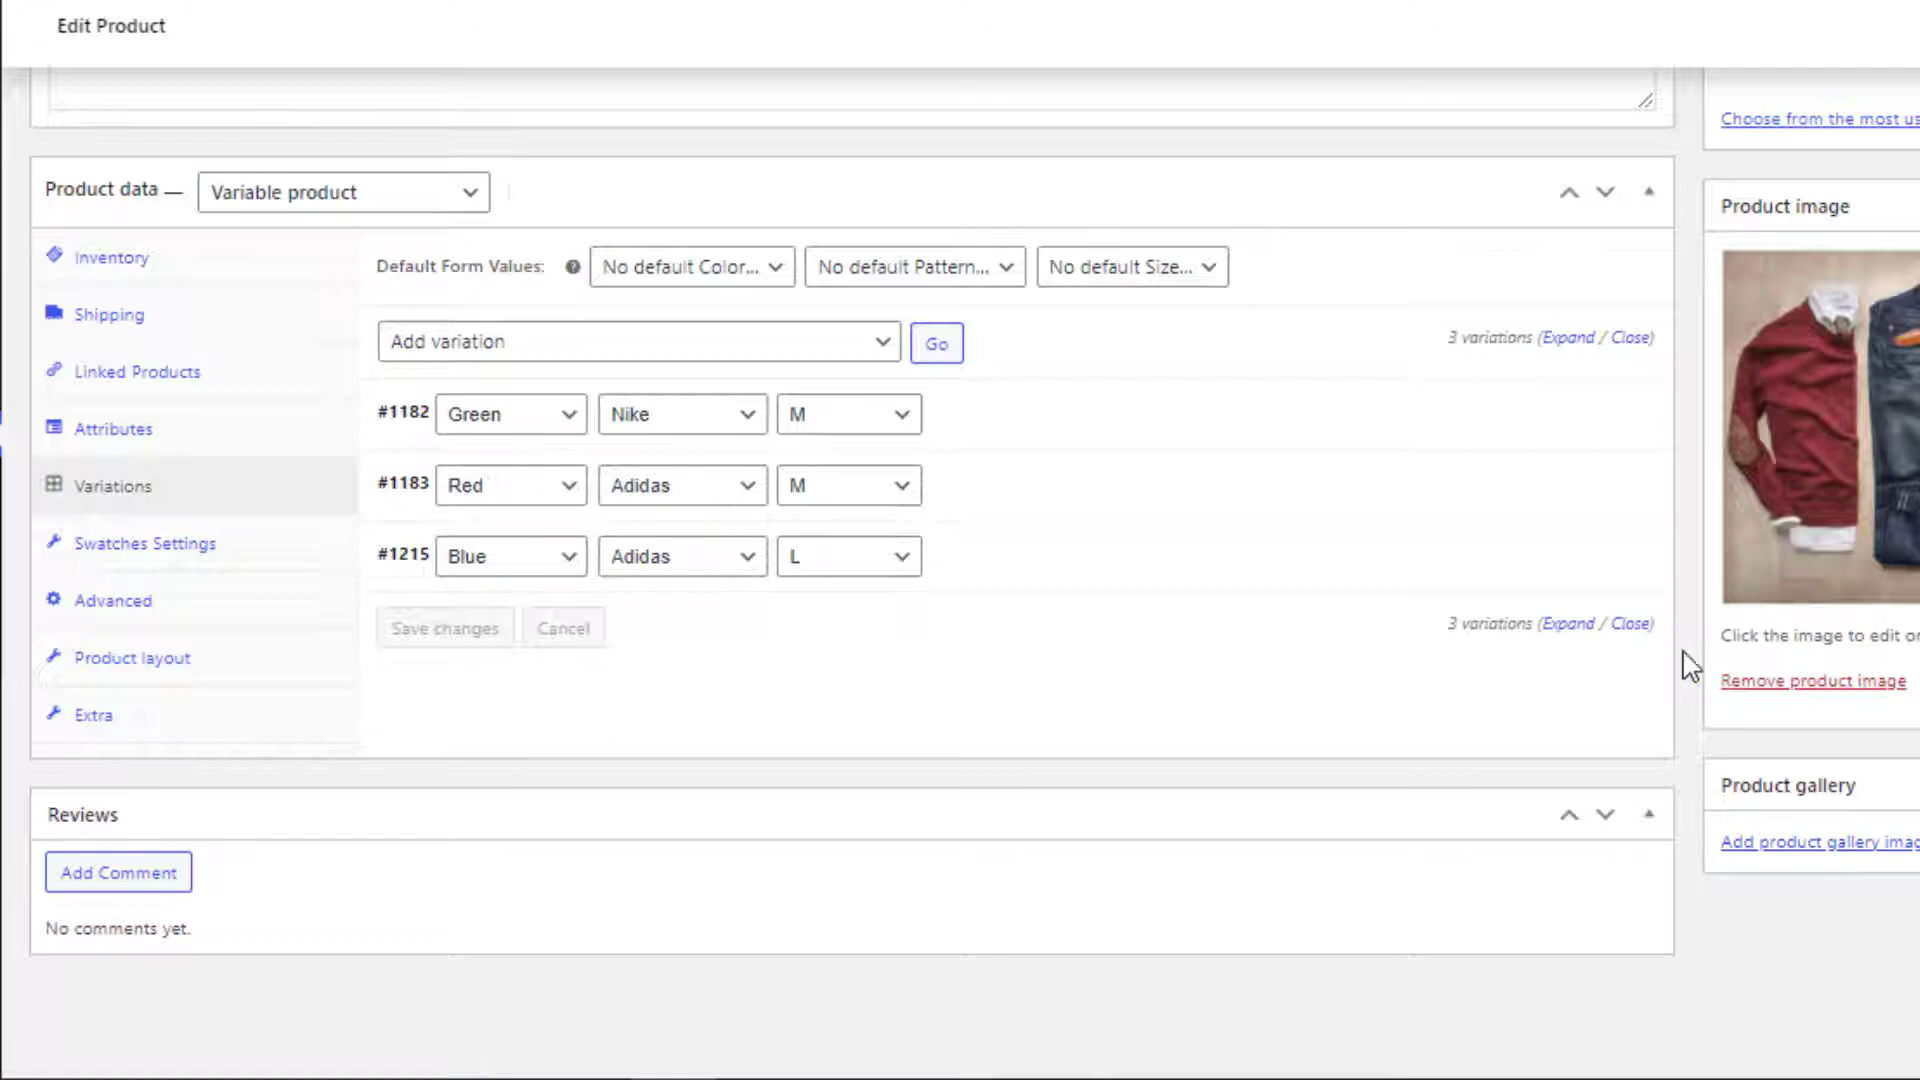 Edit Product
Choose from the most us
Product data — Variable product
Inventory
Shipping
Linked Products
Attributes
Variations
Swatches Settings
Advanced
Product layout
Extra
Default Form Values: ? No default Color... No default Pattern... No default Size...
Add variation Go 3 variations (Expand / Close)
#1182 Green Nike M
#1183 Red Adidas M
#1215 Blue Adidas L
Save changes Cancel 3 variations (Expand / Close)
Reviews
Add Comment
No comments yet.
Product image
Click the image to edit or
Remove product image
Product gallery
Add product gallery imag